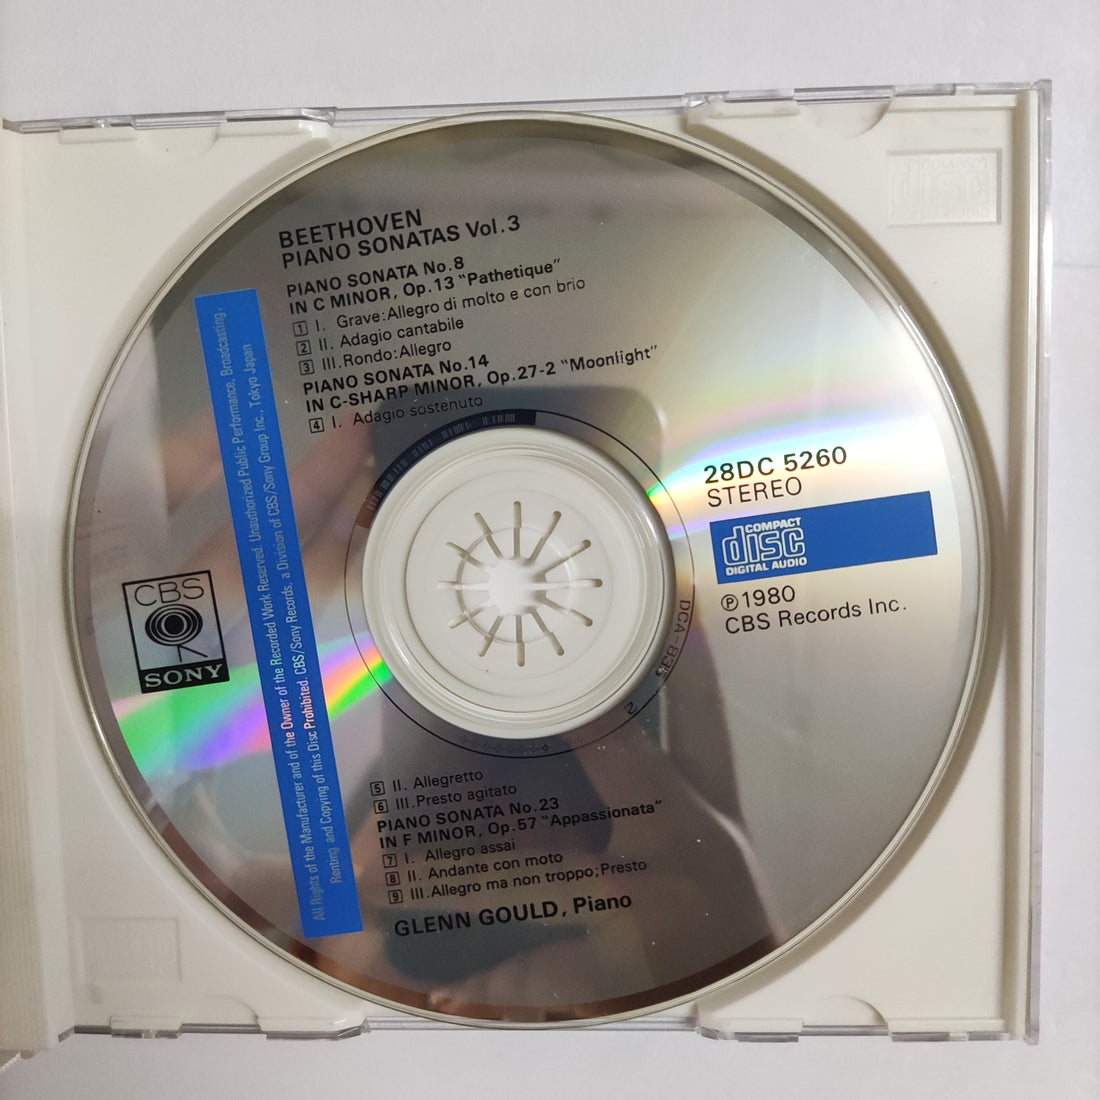 BEETHOVEN
PIANO SONATAS Vol.3
PIANO SONATA No.8
IN C MINOR, Op.13 "Pathetique"
1 I. Grave:Allegro di molto e con brio
2 II. Adagio cantabile
3 III.Rondo:Allegro
PIANO SONATA No.14
IN C-SHARP MINOR, Op.27-2 "Moonlight"
4 I. Adagio sostenuto
5 II. Allegretto
6 III.Presto agitato
PIANO SONATA No.23
IN F MINOR, Op.57 "Appassionata"
7 I. Allegro assai
8 II. Andante con moto
9 III.Allegro ma non troppo;Presto
GLENN GOULD, Piano
28DC 5260
STEREO
COMPACT
disc
DIGITAL AUDIO
℗1980
CBS Records Inc.
CBS
SONY
All Rights of the Manufacturer and of the Owner of the Recorded Work Reserved. Unauthorized Public Performance, Broadcasting,
Renting and Copying of this Disc Prohibited. CBS/Sony Records, a Division of CBS/Sony Group Inc., Tokyo Japan
COMPACT
disc